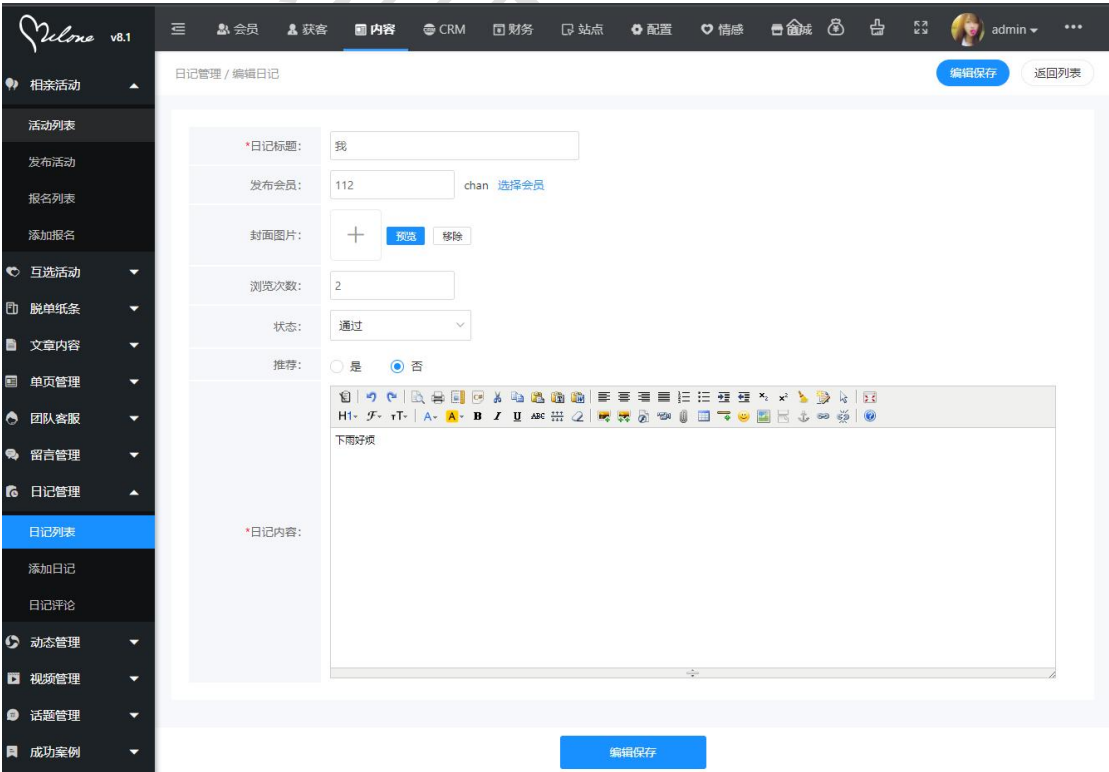 Milone v8.1
会员 获客 内容 CRM 财务 站点 配置 情感 admin
日记管理 / 编辑日记 编辑保存 返回列表
相亲活动
活动列表
发布活动
报名列表
添加报名
互选活动
脱单纸条
文章内容
单页管理
团队客服
留言管理
日记管理
日记列表
添加日记
日记评论
动态管理
视频管理
话题管理
成功案例
*日记标题: 我
发布会员: 112 chan 选择会员
封面图片: + 预览 移除
浏览次数: 2
状态: 通过
推荐: 是 否
H1 F TT A A B I U ABC
*日记内容: 下雨好烦
编辑保存